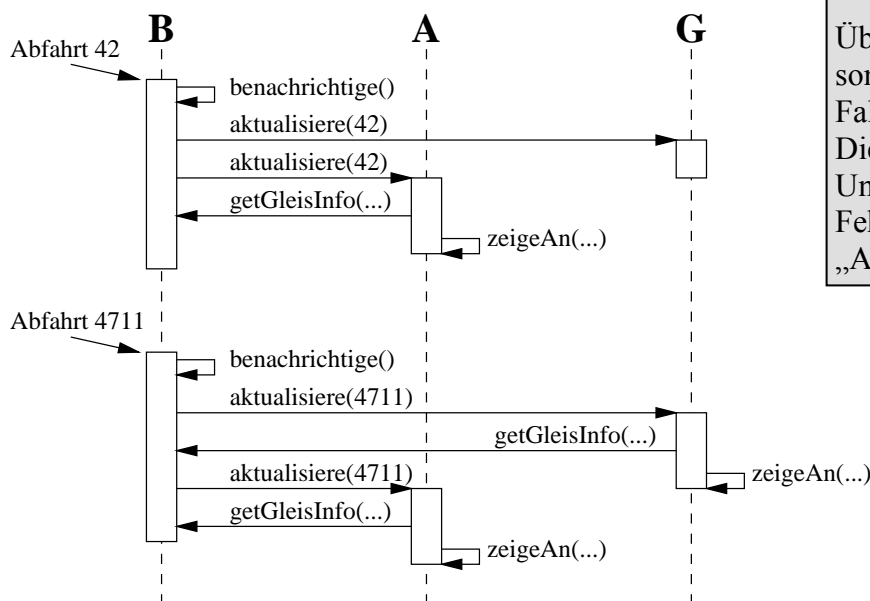 B A G
Abfahrt 42
benachrichtige()
aktualisiere(42)
aktualisiere(42)
getGleisInfo(...)
zeigeAn(...)
Abfahrt 4711
benachrichtige()
aktualisiere(4711)
getGleisInfo(...)
aktualisiere(4711)
zeigeAn(...)
getGleisInfo(...)
zeigeAn(...)